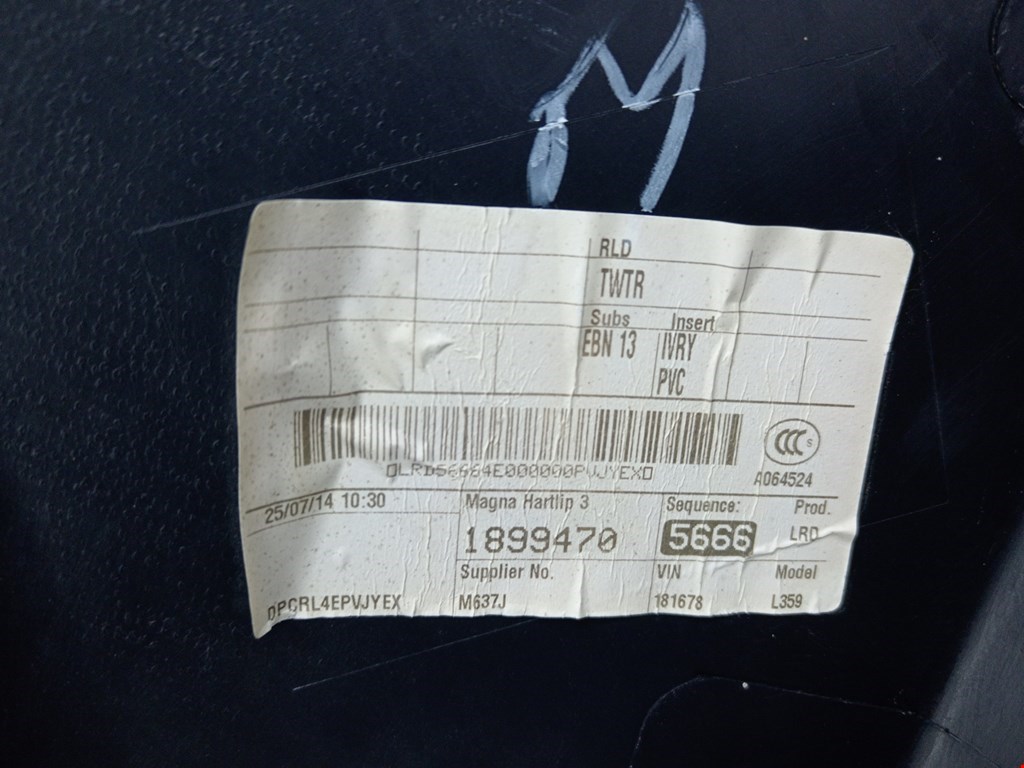 M
RLD
TWTR
Subs Insert
EBN 13 IVRY
PVC
CCC S
A064524
25/07/14 10:30 Magna Hartlip 3 Sequence: Prod.
1899470 5666 LRD
Supplier No. VIN Model
DPCRL4EPVJYEX M637J 181678 L359